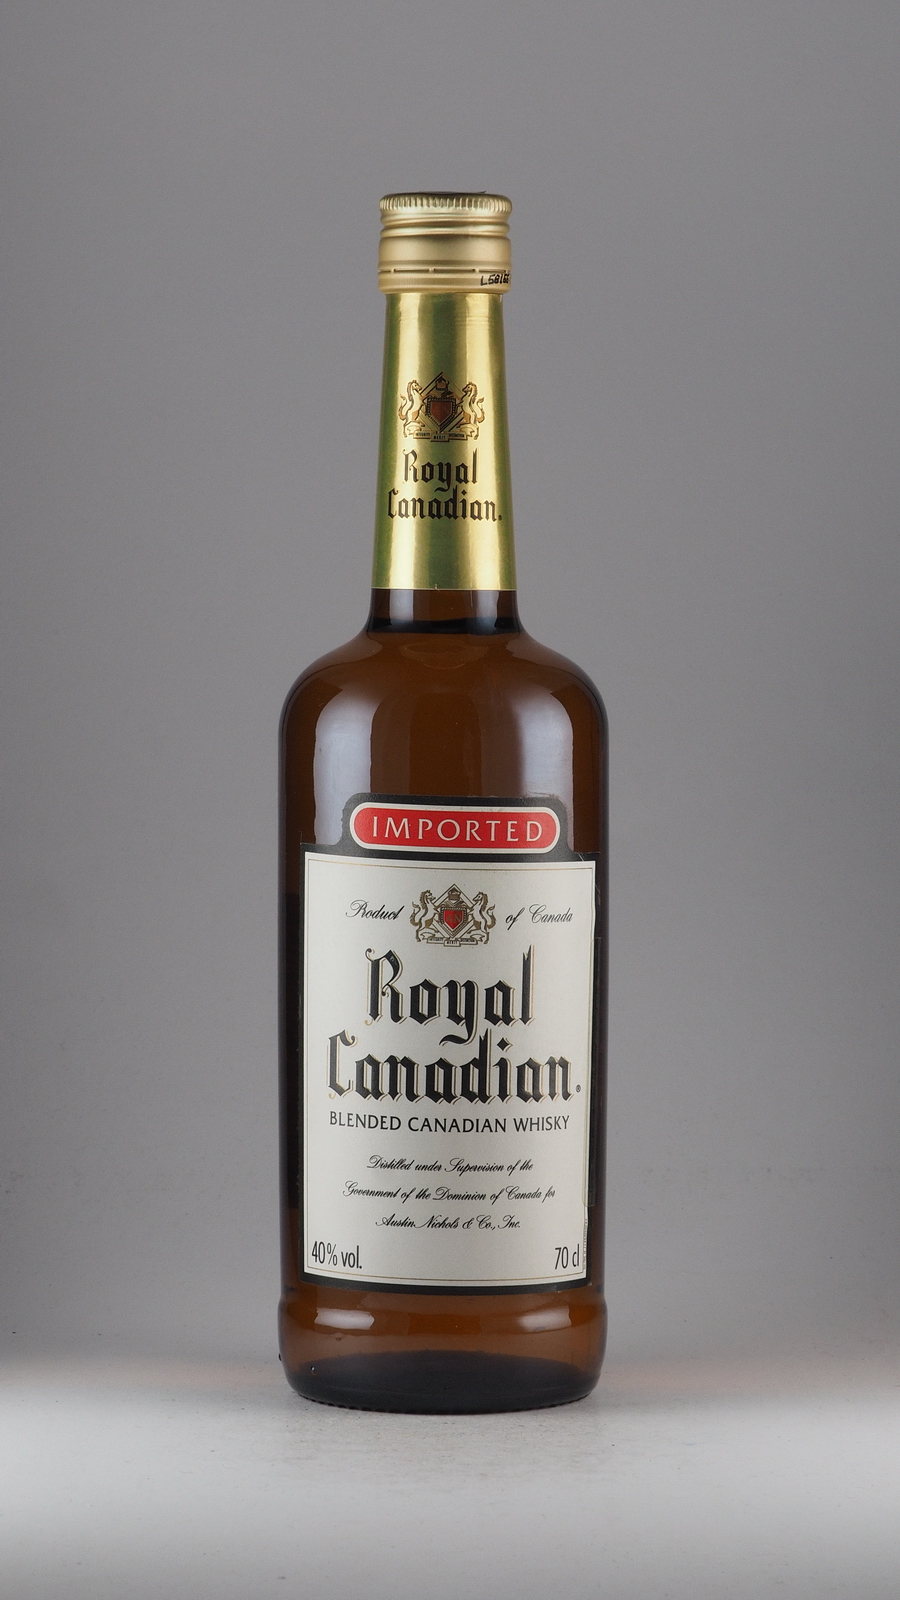 Royal
Canadian.
IMPORTED
Product of Canada
Royal
Canadian®
BLENDED CANADIAN WHISKY
Distilled under Supervision of the
Government of the Dominion of Canada for
Austin, Nichols & Co., Inc.
40% vol. 70 cl